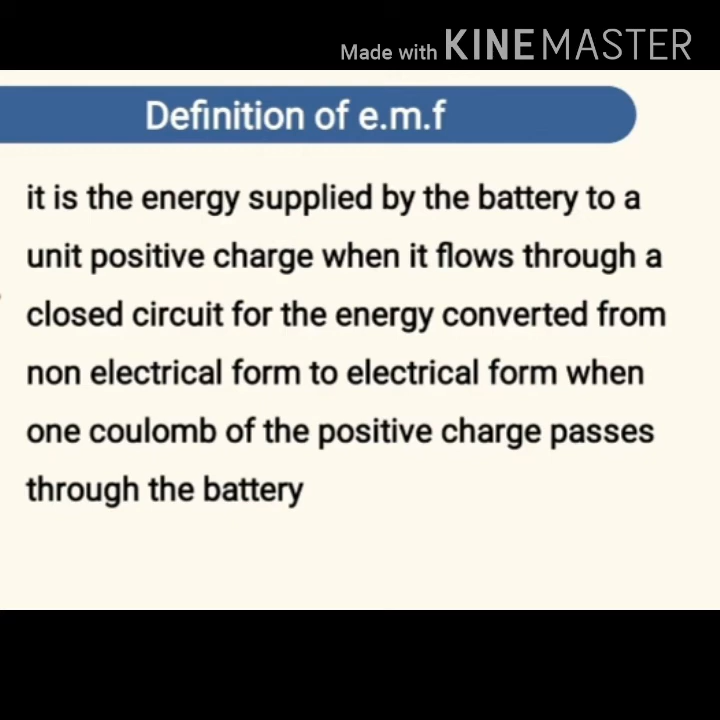 Made with KINEMASTER
Definition of e.m.f
it is the energy supplied by the battery to a
unit positive charge when it flows through a
closed circuit for the energy converted from
non electrical form to electrical form when
one coulomb of the positive charge passes
through the battery